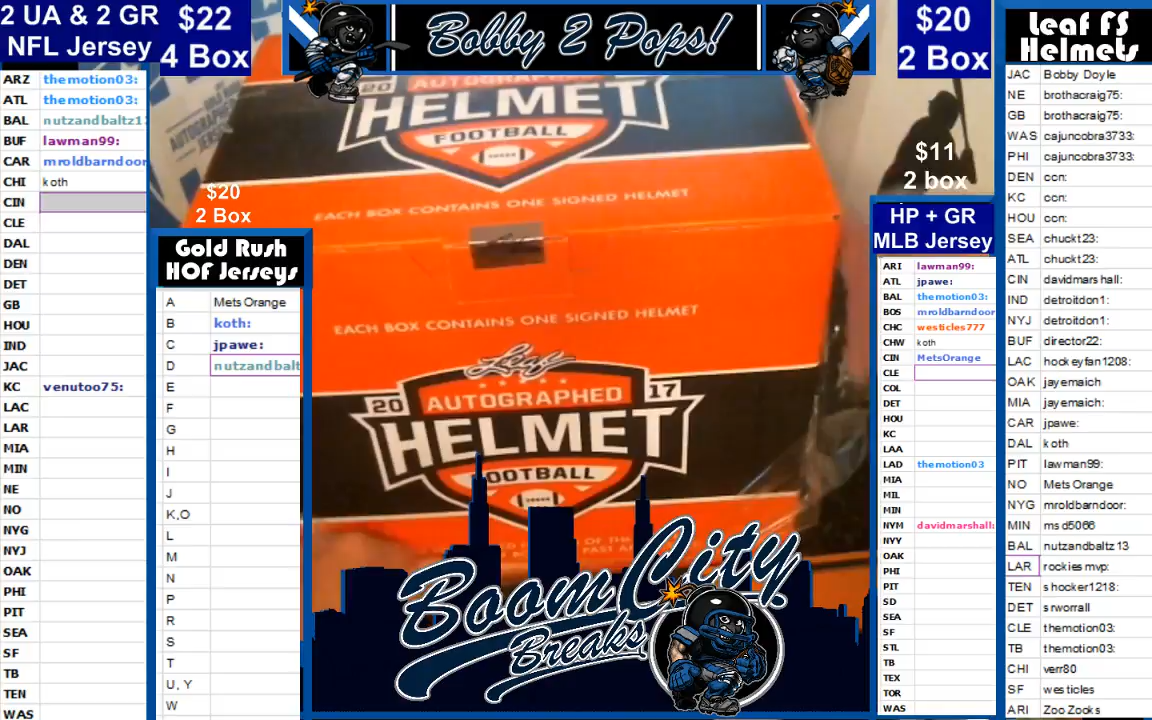 2 UA & 2 GR
NFL Jersey
$22
4 Box
ARZ themotion03:
ATL themotion03:
BAL nutzandbaltz1
BUF lawman99:
CAR mroldbarndoor
CHI koth
CIN
CLE
DAL
DEN
DET
GB
HOU
IND
JAC
KC venutoo75:
LAC
LAR
MIA
MIN
NE
NO
NYG
NYJ
OAK
PHI
PIT
SEA
SF
TB
TEN
WAS
$20
2 Box
Gold Rush
HOF Jerseys
A Mets Orange
B koth:
C jpawe:
D nutzandbalt
E
F
G
H
I
J
K,O
L
M
N
P
R
S
T
U, Y
W
Bobby 2 Pops!
20 AUTOGRAPHED
HELMET
FOOTBALL
EACH BOX CONTAINS ONE SIGNED HELMET
EACH BOX CONTAINS ONE SIGNED HELMET
Leaf
20 AUTOGRAPHED 17
HELMET
FOOTBALL
Boom City
Breaks
$20
2 Box
$11
2 box
HP + GR
MLB Jersey
ARI lawman99:
ATL jpawe:
BAL themotion03:
BOS mroldbarndoor
CHC westicles777
CHW koth
CIN MetsOrange
CLE
COL
DET
HOU
KC
LAA
LAD themotion03
MIA
MIL
MIN
NYM davidmarshall:
NYY
OAK
PHI
PIT
SD
SEA
SF
STL
TB
TEX
TOR
WAS
Leaf FS
Helmets
JAC Bobby Doyle
NE brothacraig75:
GB brothacraig75:
WAS cajuncobra3733:
PHI cajuncobra3733:
DEN ccn:
KC ccn:
HOU ccn:
SEA chuckt23:
ATL chuckt23:
CIN davidmarshall:
IND detroitdon1:
NYJ detroitdon1:
BUF director22:
LAC hockeyfan1208:
OAK jayemaich
MIA jayemaich:
CAR jpawe:
DAL koth
PIT lawman99:
NO Mets Orange
NYG mroldbarndoor:
MIN msd5066
BAL nutzandbaltz13
LAR rockies mvp:
TEN shocker1218:
DET srworrall
CLE themotion03:
TB themotion03:
CHI verr80
SF westicles
ARI Zoo Zooks